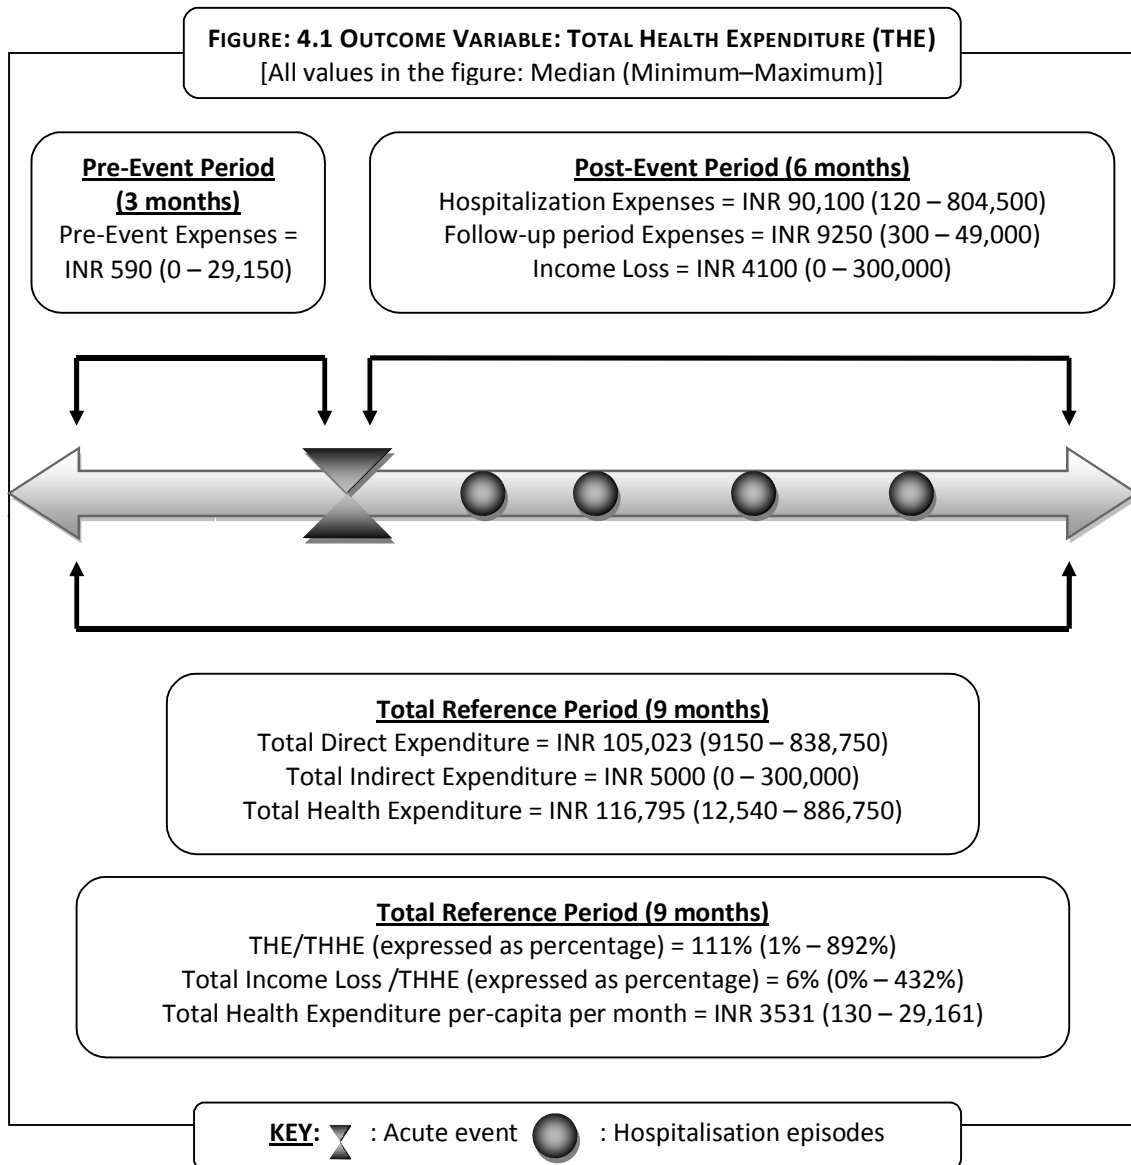 FIGURE: 4.1 OUTCOME VARIABLE: TOTAL HEALTH EXPENDITURE (THE)
[All values in the figure: Median (Minimum–Maximum)]
Pre-Event Period
(3 months)
Pre-Event Expenses =
INR 590 (0 – 29,150)
Post-Event Period (6 months)
Hospitalization Expenses = INR 90,100 (120 – 804,500)
Follow-up period Expenses = INR 9250 (300 – 49,000)
Income Loss = INR 4100 (0 – 300,000)
Total Reference Period (9 months)
Total Direct Expenditure = INR 105,023 (9150 – 838,750)
Total Indirect Expenditure = INR 5000 (0 – 300,000)
Total Health Expenditure = INR 116,795 (12,540 – 886,750)
Total Reference Period (9 months)
THE/THHE (expressed as percentage) = 111% (1% – 892%)
Total Income Loss /THHE (expressed as percentage) = 6% (0% – 432%)
Total Health Expenditure per-capita per month = INR 3531 (130 – 29,161)
KEY: : Acute event : Hospitalisation episodes